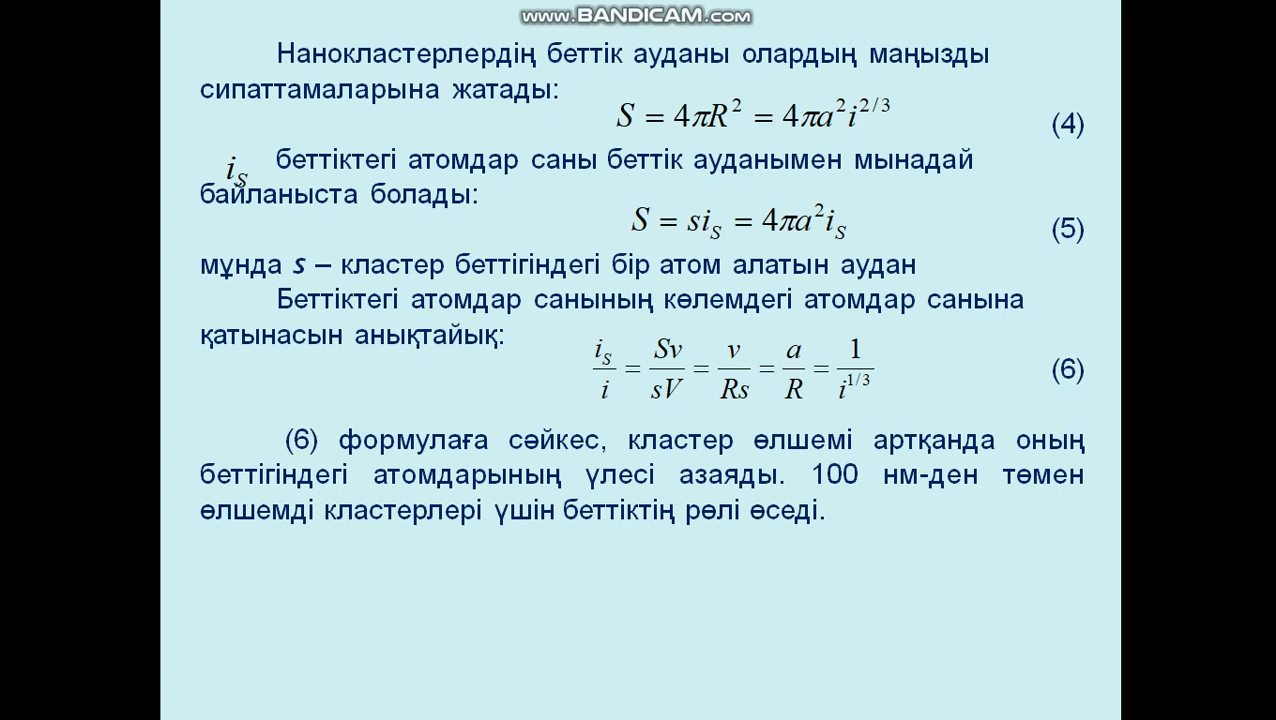 www.BANDICAM.com
Нанокластерлердің беттік ауданы олардың маңызды
сипаттамаларына жатады:
S = 4πR² = 4πa²i^{2/3} (4)
i_S беттіктегі атомдар саны беттік ауданымен мынадай
байланыста болады:
S = si_S = 4πa²i_S (5)
мұнда s – кластер беттігіндегі бір атом алатын аудан
Беттіктегі атомдар санының көлемдегі атомдар санына
қатынасын анықтайық:
i_S/i = Sv/sV = v/Rs = a/R = 1/i^{1/3} (6)
(6) формулаға сәйкес, кластер өлшемі артқанда оның
беттігіндегі атомдарының үлесі азаяды. 100 нм-ден төмен
өлшемді кластерлері үшін беттіктің рөлі өседі.